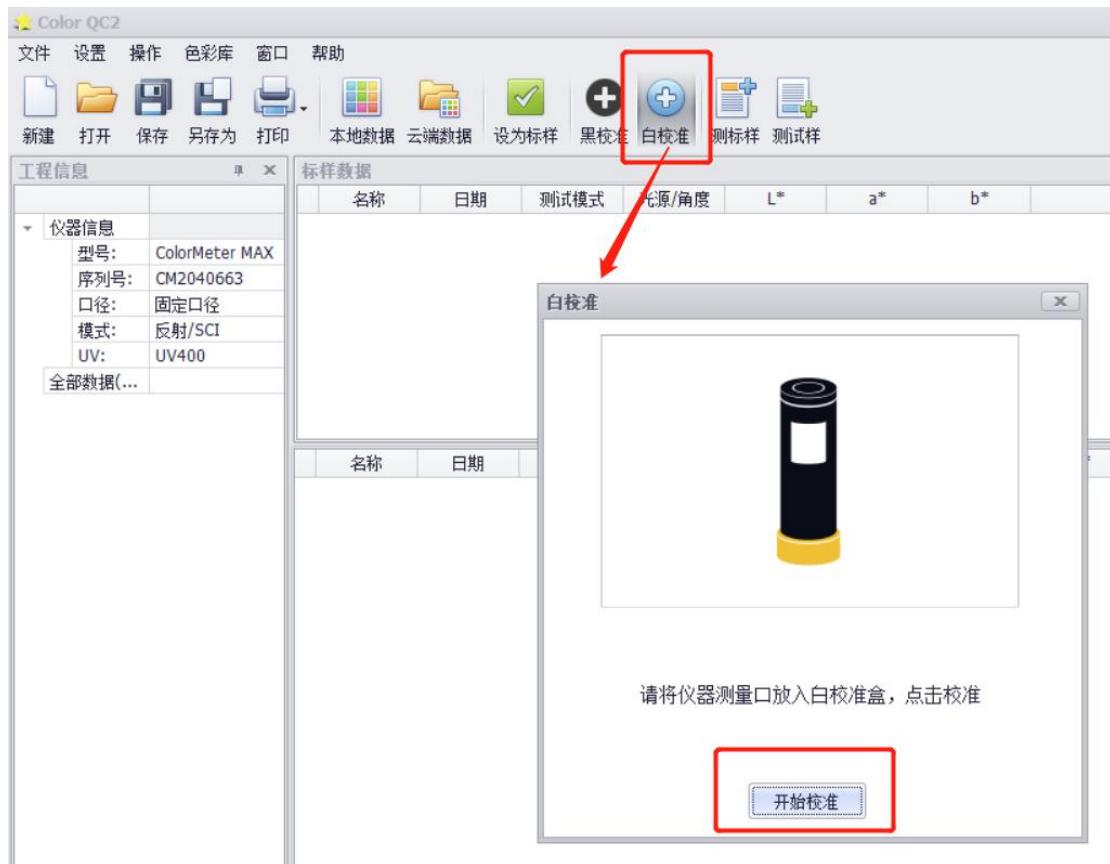 Color QC2
文件 设置 操作 色彩库 窗口 帮助
新建 打开 保存 另存为 打印 本地数据 云端数据 设为标样 黑校准 白校准 测标样 测试样
工程信息
标样数据
名称 日期 测试模式 光源/角度 L* a* b*
仪器信息
型号: ColorMeter MAX
序列号: CM2040663
口径: 固定口径
模式: 反射/SCI
UV: UV400
全部数据(...
名称 日期
白校准
请将仪器测量口放入白校准盒，点击校准
开始校准